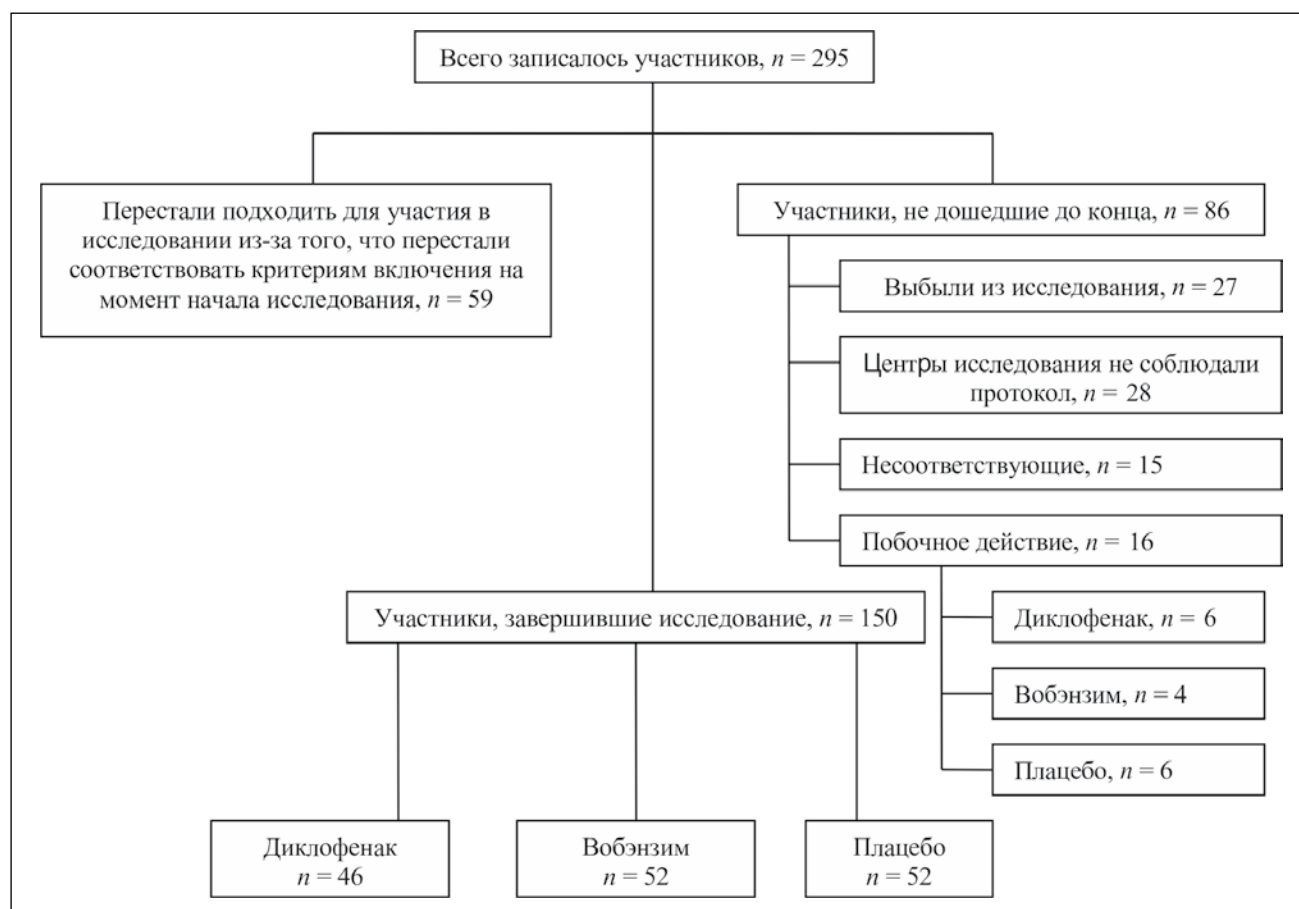 Всего записалось участников, n = 295
Перестали подходить для участия в
исследовании из-за того, что перестали
соответствовать критериям включения на
момент начала исследования, n = 59
Участники, не дошедшие до конца, n = 86
Выбыли из исследования, n = 27
Центры исследования не соблюдали
протокол, n = 28
Несоответствующие, n = 15
Побочное действие, n = 16
Диклофенак, n = 6
Вобэнзим, n = 4
Плацебо, n = 6
Участники, завершившие исследование, n = 150
Диклофенак
n = 46
Вобэнзим
n = 52
Плацебо
n = 52